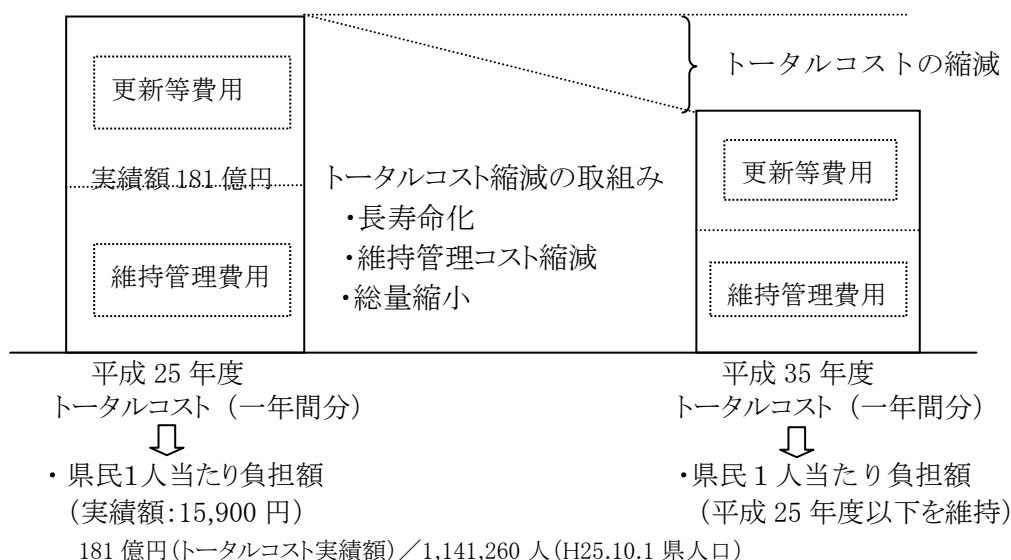 トータルコストの縮減
更新等費用
実績額 181 億円
維持管理費用
トータルコスト縮減の取組み
・長寿命化
・維持管理コスト縮減
・総量縮小
更新等費用
維持管理費用
平成 25 年度
トータルコスト（一年間分）
・県民1人当たり負担額
（実績額：15,900 円）
181 億円（トータルコスト実績額）／1,141,260 人（H25.10.1 県人口）
平成 35 年度
トータルコスト（一年間分）
・県民１人当たり負担額
（平成 25 年度以下を維持）